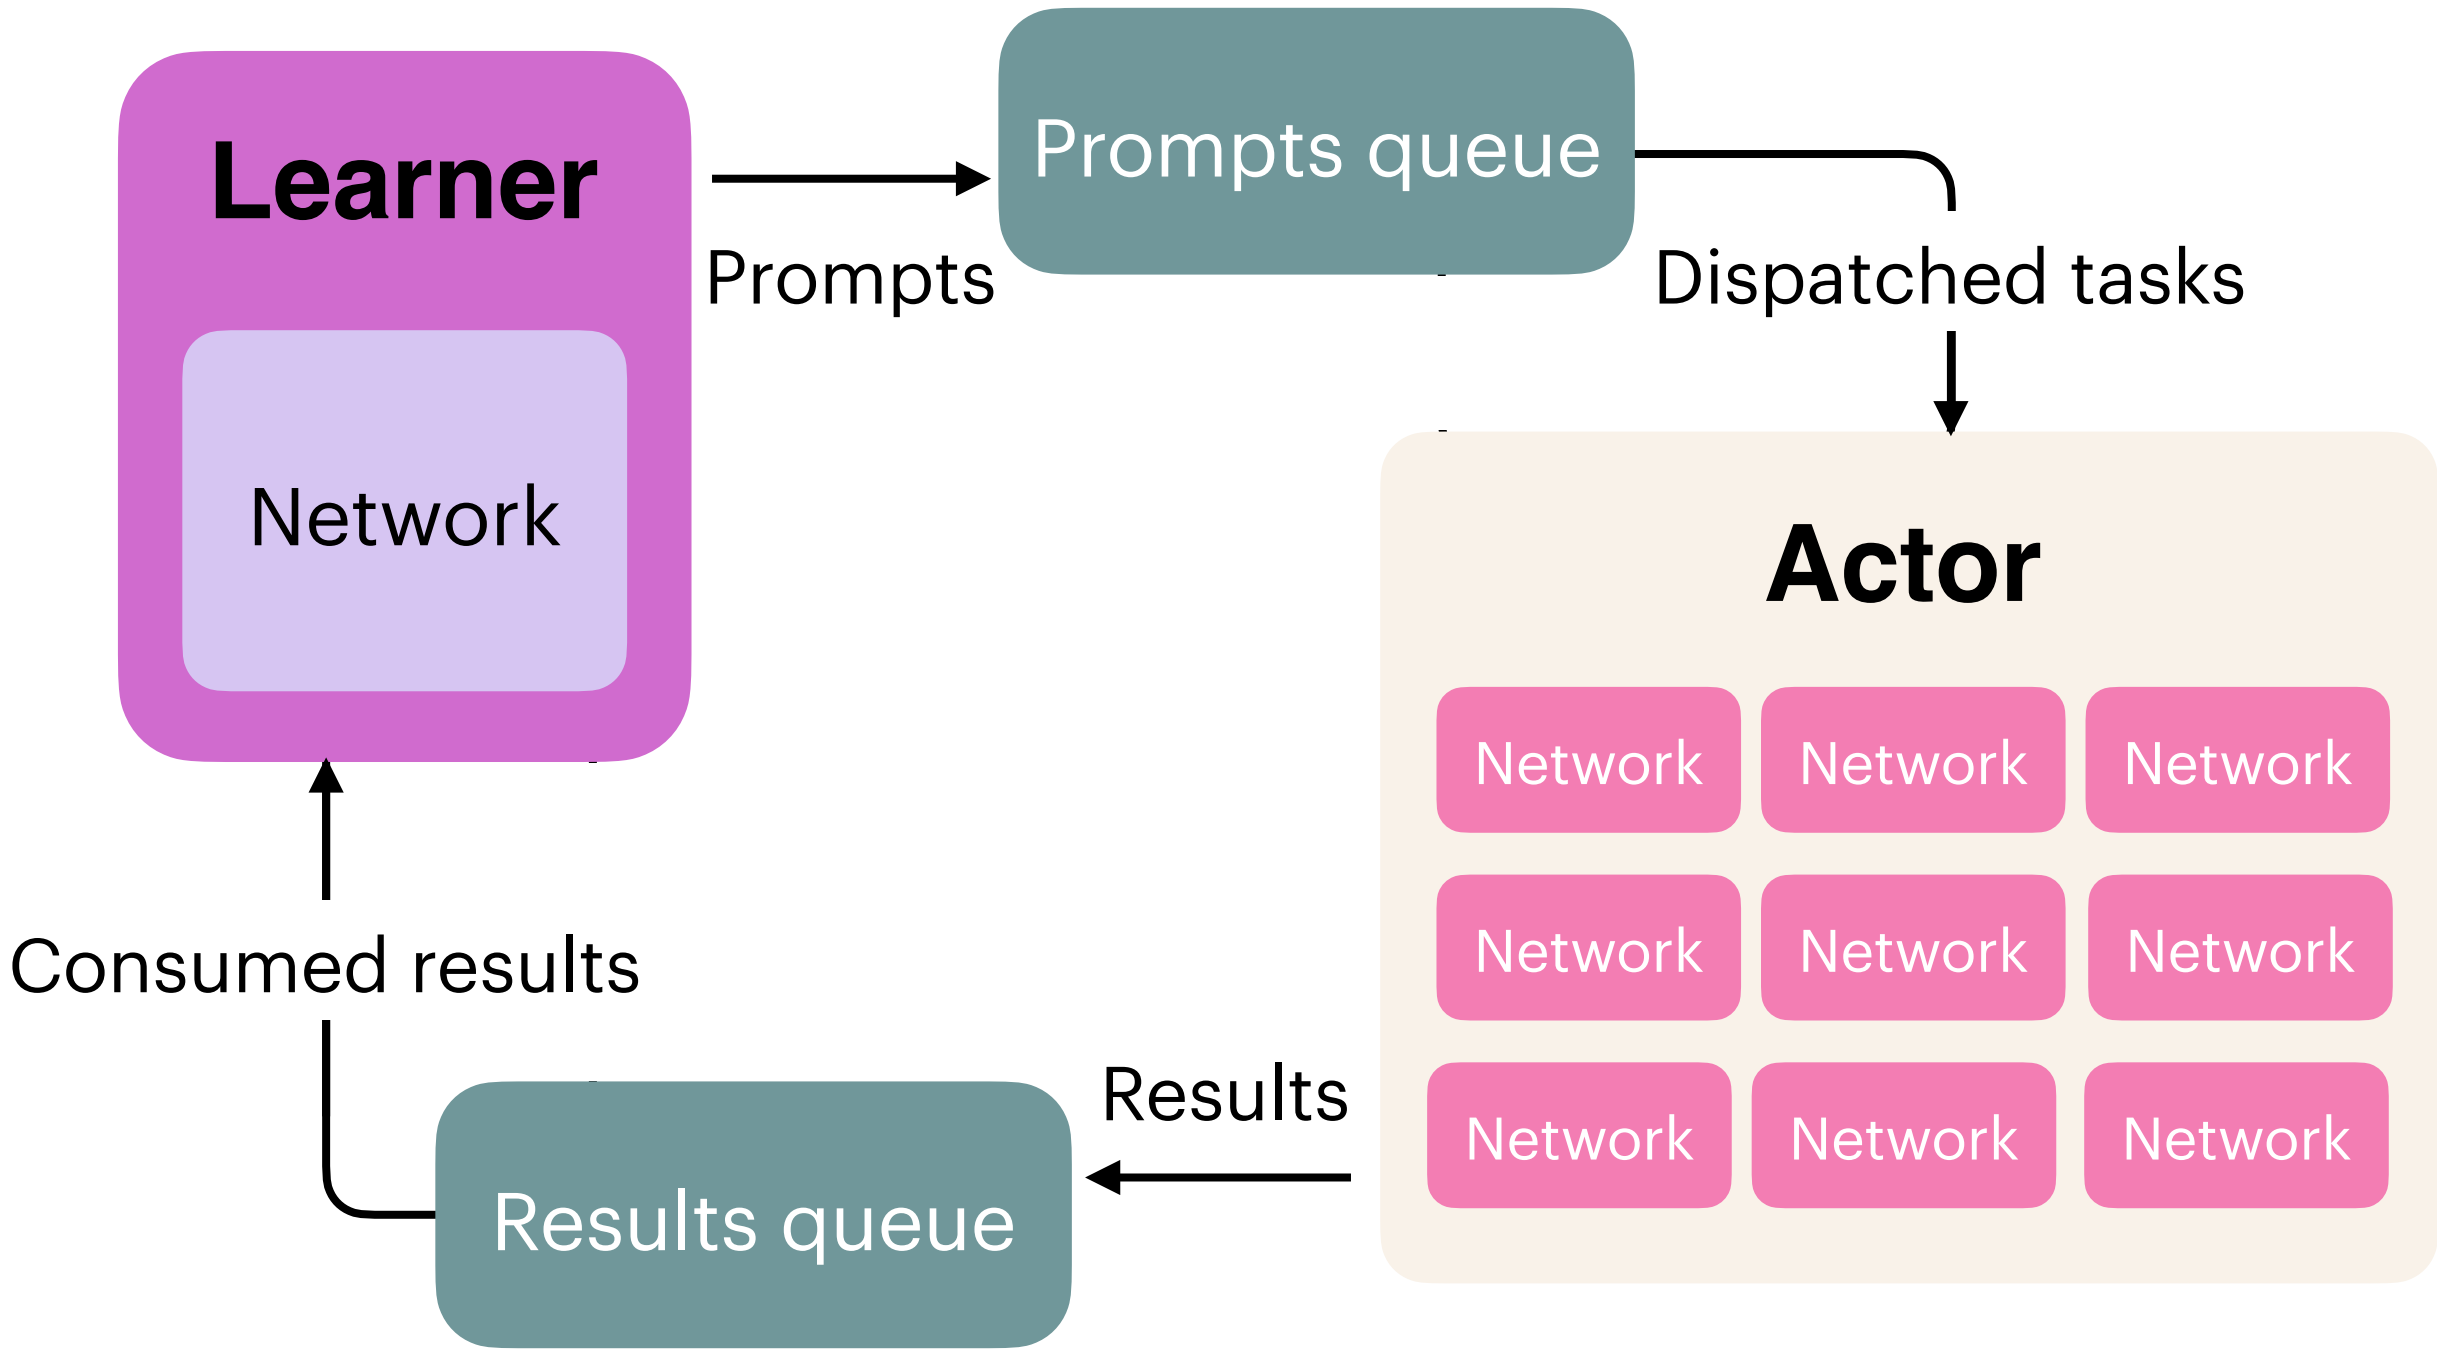 Learner
Network
Prompts
Prompts queue
Dispatched tasks
Actor
Network Network Network
Network Network Network
Network Network Network
Results
Results queue
Consumed results